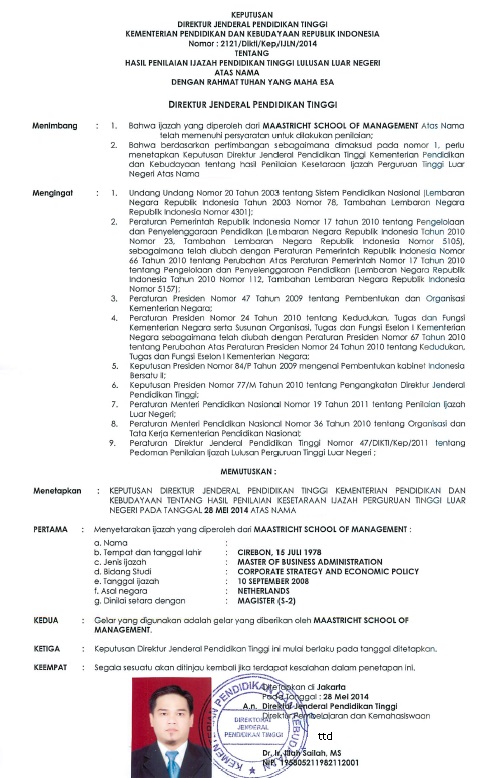 KEPUTUSAN
DIREKTUR JENDERAL PENDIDIKAN TINGGI
KEMENTERIAN PENDIDIKAN DAN KEBUDAYAAN REPUBLIK INDONESIA
Nomor : 2121/Dikti/Kep/IJLN/2014
TENTANG
HASIL PENILAIAN IJAZAH PENDIDIKAN TINGGI LULUSAN LUAR NEGERI
ATAS NAMA
DENGAN RAHMAT TUHAN YANG MAHA ESA
DIREKTUR JENDERAL PENDIDIKAN TINGGI
Menimbang : 1. Bahwa ijazah yang diperoleh dari MAASTRICHT SCHOOL OF MANAGEMENT Atas Nama
telah memenuhi persyaratan untuk dilakukan penilaian;
2. Bahwa berdasarkan pertimbangan sebagaimana dimaksud pada nomor 1, perlu
menetapkan Keputusan Direktur Jenderal Pendidikan Tinggi Kementerian Pendidikan
dan Kebudayaan tentang hasil Penilaian Kesetaraan Ijazah Perguruan Tinggi Luar
Negeri Atas Nama
Mengingat : 1. Undang Undang Nomor 20 Tahun 2003 tentang Sistem Pendidikan Nasional (Lembaran
Negara Republik Indonesia Tahun 2003 Nomor 78, Tambahan Lembaran Negara
Republik Indonesia Nomor 4301);
2. Peraturan Pemerintah Republik Indonesia Nomor 17 tahun 2010 tentang Pengelolaan
dan Penyelenggaraan Pendidikan (Lembaran Negara Republik Indonesia Tahun 2010
Nomor 23, Tambahan Lembaran Negara Republik Indonesia Nomor 5105),
sebagaimana telah diubah dengan Peraturan Pemerintah Republik Indonesia Nomor
66 Tahun 2010 tentang Perubahan Atas Peraturan Pemerintah Nomor 17 Tahun 2010
tentang Pengelolaan dan Penyelenggaraan Pendidikan (Lembaran Negara Republik
Indonesia Tahun 2010 Nomor 112, Tambahan Lembaran Negara Republik Indonesia
Nomor 5157);
3. Peraturan Presiden Nomor 47 Tahun 2009 tentang Pembentukan dan Organisasi
Kementerian Negara;
4. Peraturan Presiden Nomor 24 Tahun 2010 tentang Kedudukan, Tugas dan Fungsi
Kementerian Negara serta Susunan Organisasi, Tugas dan Fungsi Eselon I Kementerian
Negara sebagaimana telah diubah dengan Peraturan Presiden Nomor 67 Tahun 2010
tentang Perubahan Atas Peraturan Presiden Nomor 24 Tahun 2010 tentang Kedudukan,
Tugas dan Fungsi Eselon I Kementerian Negara;
5. Keputusan Presiden Nomor 84/P Tahun 2009 mengenai Pembentukan kabinet Indonesia
Bersatu II;
6. Keputusan Presiden Nomor 77/M Tahun 2010 tentang Pengangkatan Direktur Jenderal
Pendidikan Tinggi;
7. Peraturan Menteri Pendidikan Nasional Nomor 19 Tahun 2011 tentang Penilaian Ijazah
Luar Negeri;
8. Peraturan Menteri Pendidikan Nasional Nomor 36 Tahun 2010 tentang Organisasi dan
Tata Kerja Kementerian Pendidikan Nasional;
9. Peraturan Direktur Jenderal Pendidikan Tinggi Nomor 47/DIKTI/Kep/2011 tentang
Pedoman Penilaian Ijazah Lulusan Perguruan Tinggi Luar Negeri ;
MEMUTUSKAN :
Menetapkan : KEPUTUSAN DIREKTUR JENDERAL PENDIDIKAN TINGGI KEMENTERIAN PENDIDIKAN DAN
KEBUDAYAAN TENTANG HASIL PENILAIAN KESETARAAN IJAZAH PERGURUAN TINGGI LUAR
NEGERI PADA TANGGAL 28 MEI 2014 ATAS NAMA
PERTAMA : Menyetarakan ijazah yang diperoleh dari MAASTRICHT SCHOOL OF MANAGEMENT :
a. Nama :
b. Tempat dan tanggal lahir : CIREBON, 15 JULI 1978
c. Jenis ijazah : MASTER OF BUSINESS ADMINISTRATION
d. Bidang Studi : CORPORATE STRATEGY AND ECONOMIC POLICY
e. Tanggal ijazah : 10 SEPTEMBER 2008
f. Asal negara : NETHERLANDS
g. Dinilai setara dengan : MAGISTER (S-2)
KEDUA : Gelar yang digunakan adalah gelar yang diberikan oleh MAASTRICHT SCHOOL OF
MANAGEMENT.
KETIGA : Keputusan Direktur Jenderal Pendidikan Tinggi ini mulai berlaku pada tanggal ditetapkan.
KEEMPAT : Segala sesuatu akan ditinjau kembali jika terdapat kesalahan dalam penetapan ini.
Ditetapkan di Jakarta
Pada Tanggal : 28 Mei 2014
A.n. Direktur Jenderal Pendidikan Tinggi
Direktur Pembelajaran dan Kemahasiswaan
KEMENTERIAN PENDIDIKAN DAN KEBUDAYAAN
DIREKTORAT
JENDERAL
PENDIDIKAN TINGGI
ttd
Dr. Ir. Illah Sailah, MS
NIP. 195805211982112001